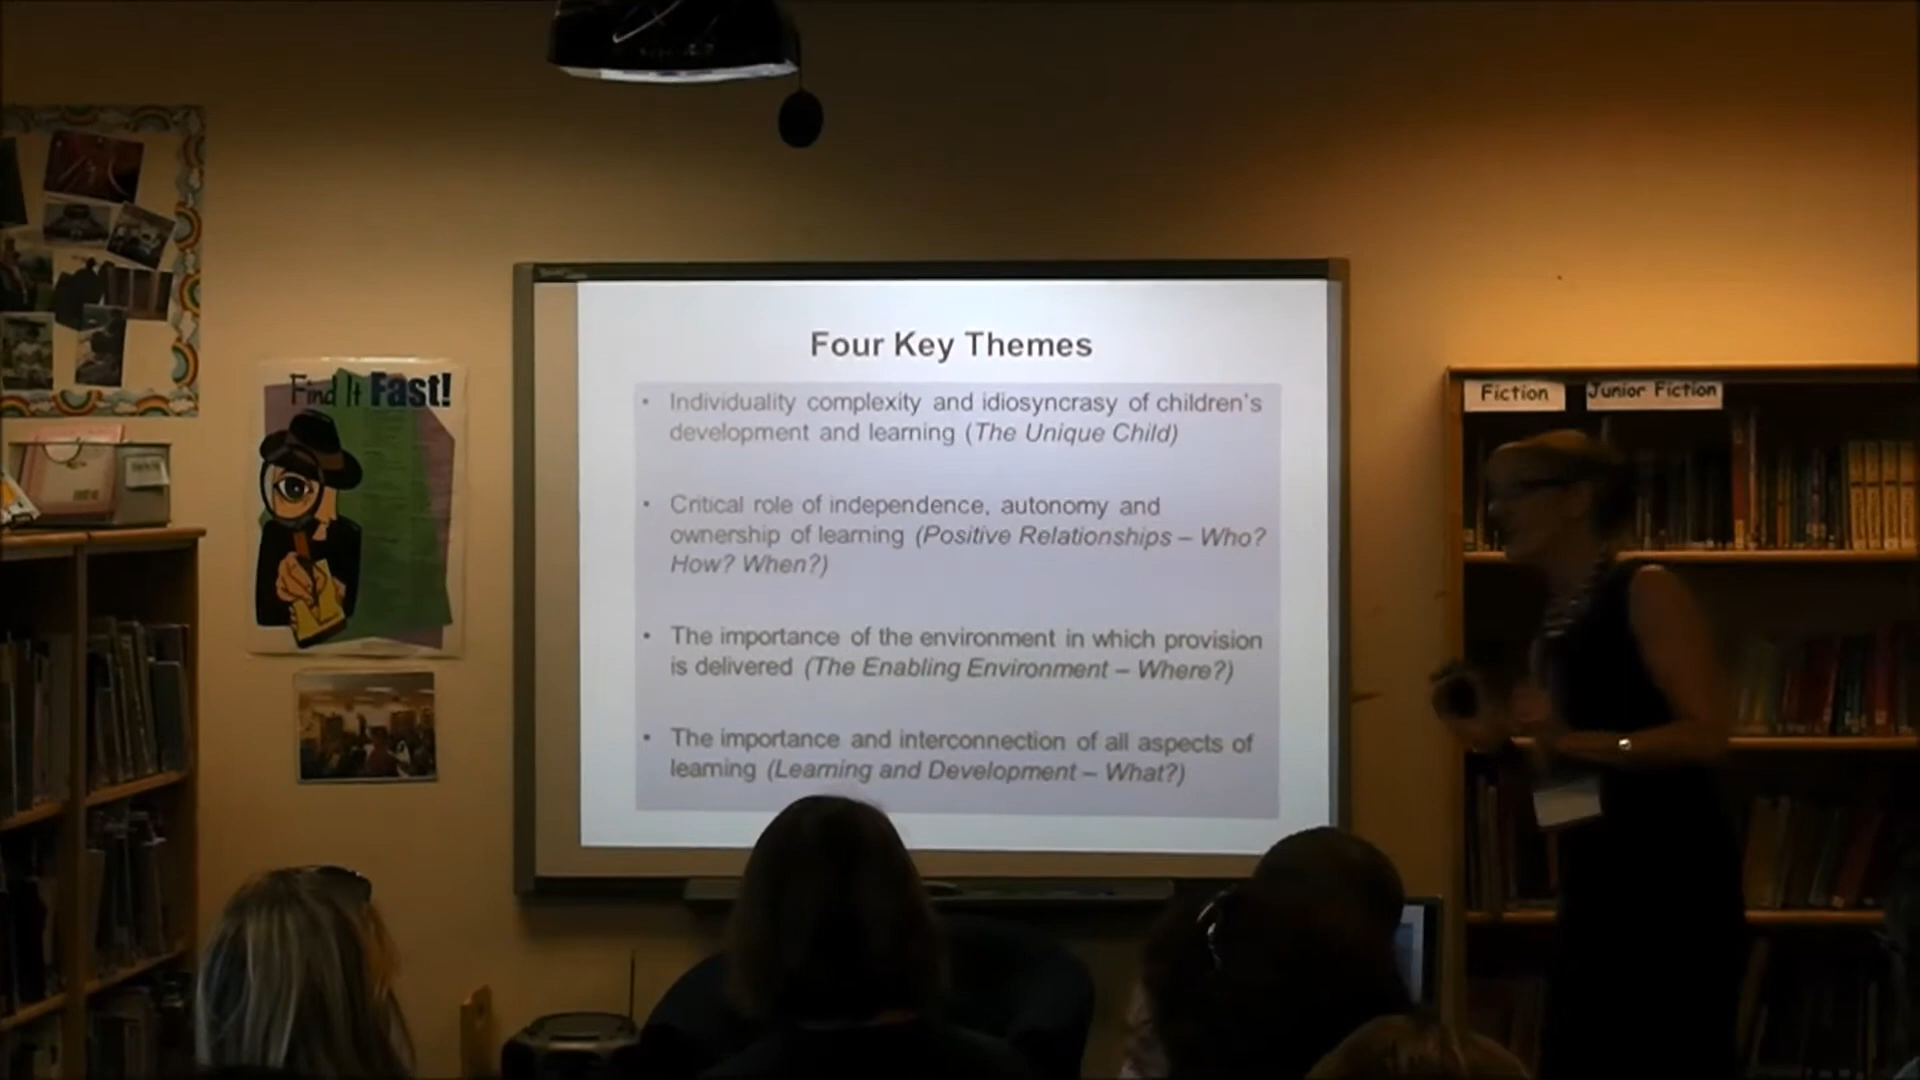 Find It Fast!
Four Key Themes
• Individuality complexity and idiosyncrasy of children's
development and learning (The Unique Child)
• Critical role of independence, autonomy and
ownership of learning (Positive Relationships – Who?
How? When?)
• The importance of the environment in which provision
is delivered (The Enabling Environment – Where?)
• The importance and interconnection of all aspects of
learning (Learning and Development – What?)
Fiction
Junior Fiction